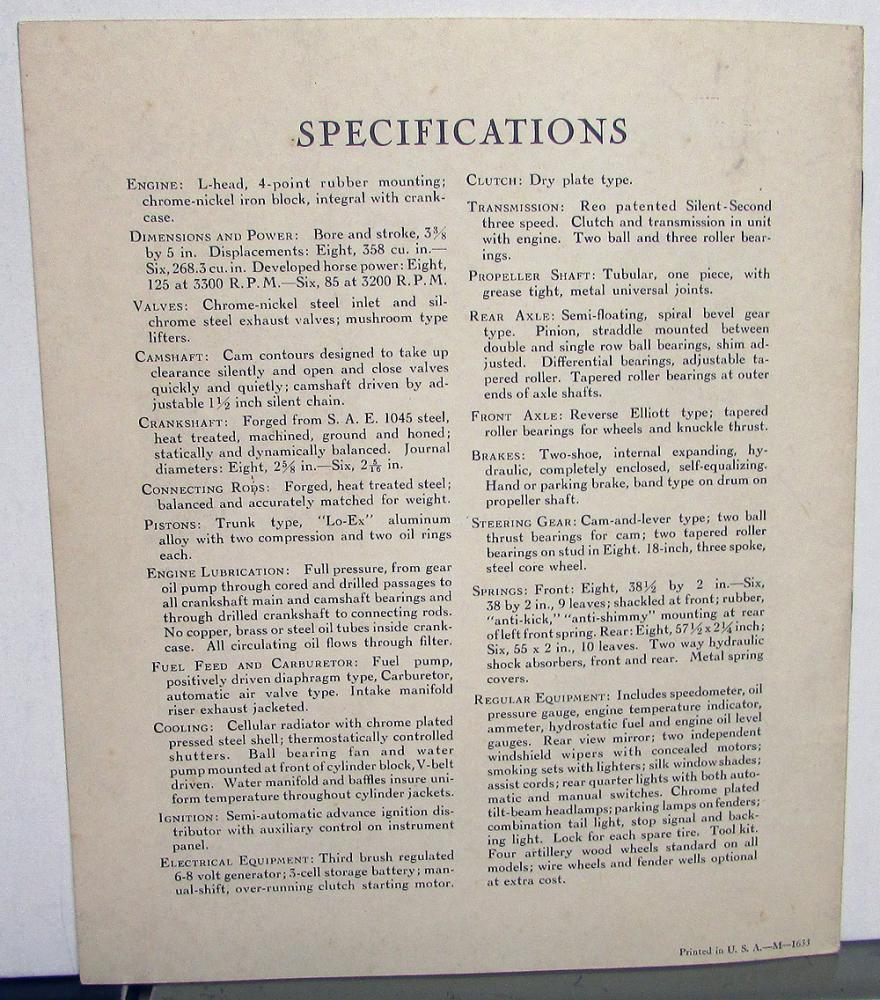 SPECIFICATIONS
ENGINE: L-head, 4-point rubber mounting;
chrome-nickel iron block, integral with crank-
case.
DIMENSIONS AND POWER: Bore and stroke, 3⅜
by 5 in. Displacements: Eight, 358 cu. in.—
Six, 268.3 cu. in. Developed horse power: Eight,
125 at 3300 R.P.M.—Six, 85 at 3200 R.P.M.
VALVES: Chrome-nickel steel inlet and sil-
chrome steel exhaust valves; mushroom type
lifters.
CAMSHAFT: Cam contours designed to take up
clearance silently and open and close valves
quickly and quietly; camshaft driven by ad-
justable 1½ inch silent chain.
CRANKSHAFT: Forged from S. A. E. 1045 steel,
heat treated, machined, ground and honed;
statically and dynamically balanced. Journal
diameters: Eight, 2⅝ in.—Six, 2 5/16 in.
CONNECTING RODS: Forged, heat treated steel;
balanced and accurately matched for weight.
PISTONS: Trunk type, "Lo-Ex" aluminum
alloy with two compression and two oil rings
each.
ENGINE LUBRICATION: Full pressure, from gear
oil pump through cored and drilled passages to
all crankshaft main and camshaft bearings and
through drilled crankshaft to connecting rods.
No copper, brass or steel oil tubes inside crank-
case. All circulating oil flows through filter.
FUEL FEED AND CARBURETOR: Fuel pump,
positively driven diaphragm type, Carburetor,
automatic air valve type. Intake manifold
riser exhaust jacketed.
COOLING: Cellular radiator with chrome plated
pressed steel shell; thermostatically controlled
shutters. Ball bearing fan and water
pump mounted at front of cylinder block, V-belt
driven. Water manifold and baffles insure uni-
form temperature throughout cylinder jackets.
IGNITION: Semi-automatic advance ignition dis-
tributor with auxiliary control on instrument
panel.
ELECTRICAL EQUIPMENT: Third brush regulated
6-8 volt generator; 3-cell storage battery; man-
ual-shift, over-running clutch starting motor.
CLUTCH: Dry plate type.
TRANSMISSION: Reo patented Silent-Second
three speed. Clutch and transmission in unit
with engine. Two ball and three roller bear-
ings.
PROPELLER SHAFT: Tubular, one piece, with
grease tight, metal universal joints.
REAR AXLE: Semi-floating, spiral bevel gear
type. Pinion, straddle mounted between
double and single row ball bearings, shim ad-
justed. Differential bearings, adjustable ta-
pered roller. Tapered roller bearings at outer
ends of axle shafts.
FRONT AXLE: Reverse Elliott type; tapered
roller bearings for wheels and knuckle thrust.
BRAKES: Two-shoe, internal expanding, hy-
draulic, completely enclosed, self-equalizing.
Hand or parking brake, band type on drum on
propeller shaft.
STEERING GEAR: Cam-and-lever type; two ball
thrust bearings for cam; two tapered roller
bearings on stud in Eight. 18-inch, three spoke,
steel core wheel.
SPRINGS: Front: Eight, 38½ by 2 in.—Six,
38 by 2 in., 9 leaves; shackled at front; rubber,
"anti-kick," "anti-shimmy" mounting at rear
of left front spring. Rear: Eight, 57½ x 2¼ inch;
Six, 55 x 2 in., 10 leaves. Two way hydraulic
shock absorbers, front and rear. Metal spring
covers.
REGULAR EQUIPMENT: Includes speedometer, oil
pressure gauge, engine temperature indicator,
ammeter, hydrostatic fuel and engine oil level
gauges. Rear view mirror; two independent
windshield wipers with concealed motors;
smoking sets with lighters; silk window shades;
assist cords; rear quarter lights with both auto-
matic and manual switches. Chrome plated
tilt-beam headlamps; parking lamps on fenders;
combination tail light, stop signal and back-
ing light. Lock for each spare tire. Tool kit.
Four artillery wood wheels standard on all
models; wire wheels and fender wells optional
at extra cost.
Printed in U. S. A.—M—1633